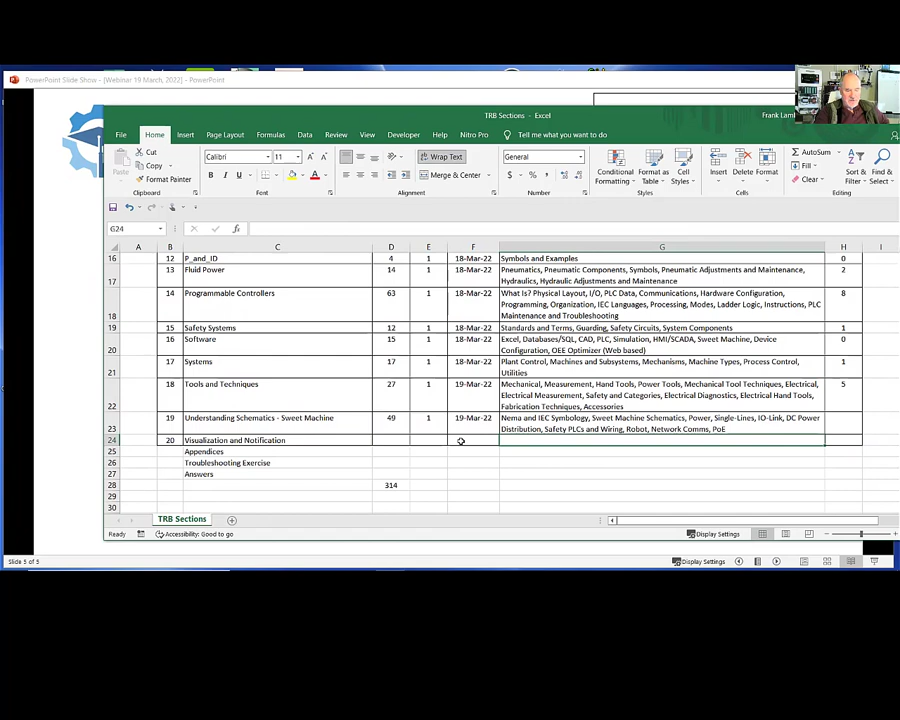 PowerPoint Slide Show - [Webinar 19 March, 2022] - PowerPoint
TRB Sections - Excel
Frank Lam
File Home Insert Page Layout Formulas Data Review View Developer Help Nitro Pro Tell me what you want to do
Paste
Cut
Copy
Format Painter
Clipboard
Calibri 11
B I U
Font
Wrap Text
Merge & Center
Alignment
General
$ % ,
Number
Conditional Formatting
Format as Table
Cell Styles
Styles
Insert Delete Format
Cells
AutoSum
Fill
Clear
Sort & Filter
Find & Select
Editing
G24
fx
A B C D E F G H I
16 12 P_and_ID 4 1 18-Mar-22 Symbols and Examples 0
17 13 Fluid Power 14 1 18-Mar-22 Pneumatics, Pneumatic Components, Symbols, Pneumatic Adjustments and Maintenance, 2
Hydraulics, Hydraulic Adjustments and Maintenance
18 14 Programmable Controllers 63 1 18-Mar-22 What Is? Physical Layout, I/O, PLC Data, Communications, Hardware Configuration, 8
Programming, Organization, IEC Languages, Processing, Modes, Ladder Logic, Instructions, PLC
Maintenance and Troubleshooting
19 15 Safety Systems 12 1 18-Mar-22 Standards and Terms, Guarding, Safety Circuits, System Components 1
20 16 Software 15 1 18-Mar-22 Excel, Databases/SQL, CAD, PLC, Simulation, HMI/SCADA, Sweet Machine, Device 0
Configuration, OEE Optimizer (Web based)
21 17 Systems 17 1 18-Mar-22 Plant Control, Machines and Subsystems, Mechanisms, Machine Types, Process Control, 1
Utilities
22 18 Tools and Techniques 27 1 19-Mar-22 Mechanical, Measurement, Hand Tools, Power Tools, Mechanical Tool Techniques, Electrical, 5
Electrical Measurement, Safety and Categories, Electrical Diagnostics, Electrical Hand Tools,
Fabrication Techniques, Accessories
23 19 Understanding Schematics - Sweet Machine 49 1 19-Mar-22 Nema and IEC Symbology, Sweet Machine Schematics, Power, Single-Lines, IO-Link, DC Power
Distribution, Safety PLCs and Wiring, Robot, Network Comms, PoE
24 20 Visualization and Notification
25 Appendices
26 Troubleshooting Exercise
27 Answers
28 314
29
30
TRB Sections
Ready Accessibility: Good to go Display Settings
Slide 5 of 5 Display Settings